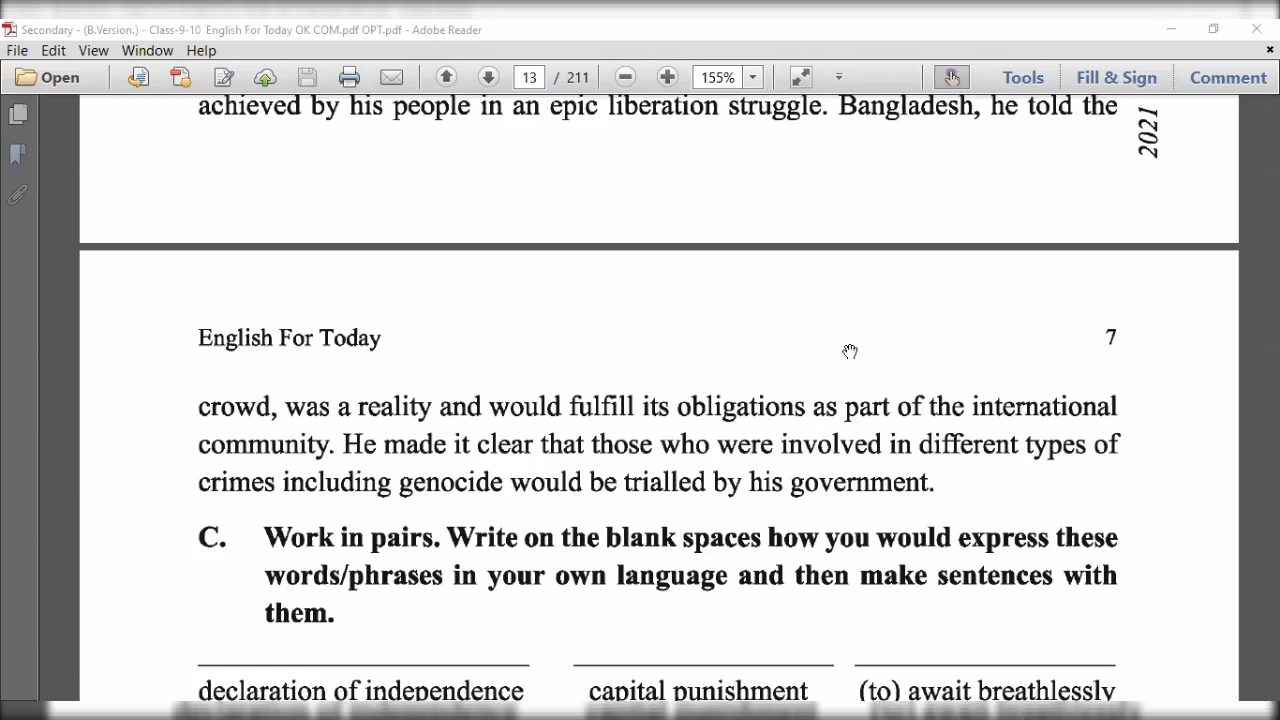 Secondary - (B.Version.) - Class-9-10 English For Today OK COM.pdf OPT.pdf - Adobe Reader
File Edit View Window Help
Open 13 / 211 155% Tools Fill & Sign Comment
achieved by his people in an epic liberation struggle. Bangladesh, he told the
2021
English For Today 7
crowd, was a reality and would fulfill its obligations as part of the international
community. He made it clear that those who were involved in different types of
crimes including genocide would be trialled by his government.
C. Work in pairs. Write on the blank spaces how you would express these
words/phrases in your own language and then make sentences with
them.
declaration of independence capital punishment (to) await breathlessly